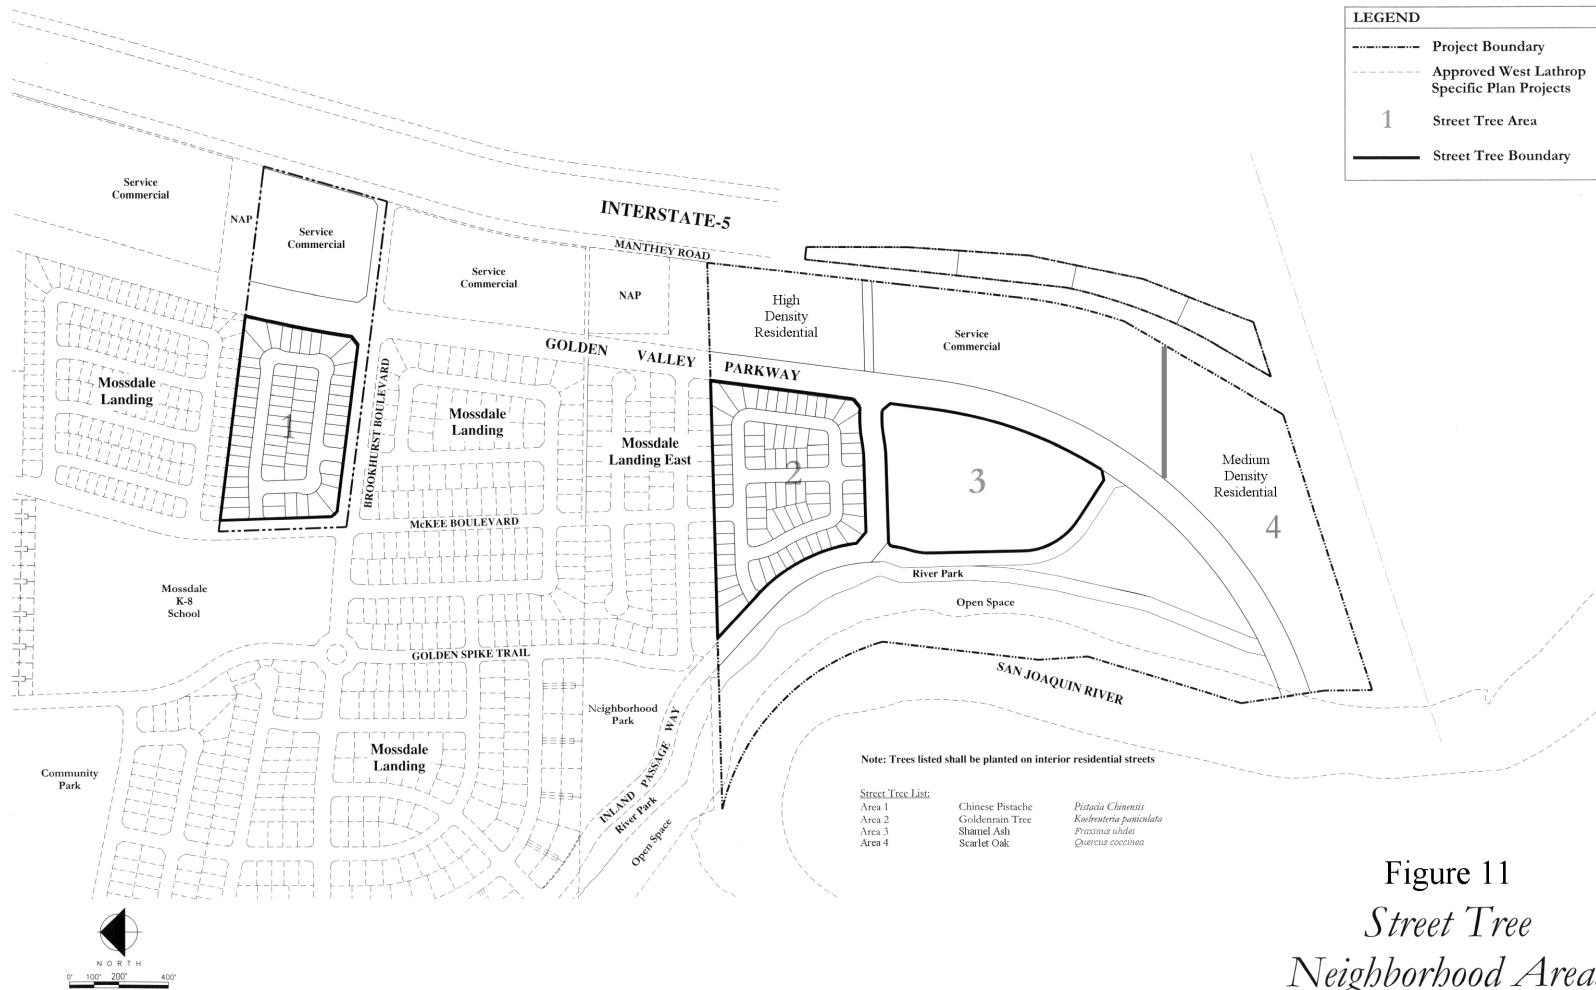 LEGEND
Project Boundary
Approved West Lathrop
Specific Plan Projects
1
Street Tree Area
Street Tree Boundary
Service
Commercial
NAP
Service
Commercial
INTERSTATE-5
MANTHEY ROAD
Service
Commercial
NAP
High
Density
Residential
Service
Commercial
GOLDEN VALLEY PARKWAY
Mossdale
Landing
1
BROOKHURST BOULEVARD
Mossdale
Landing
Mossdale
Landing East
2
3
Medium
Density
Residential
4
McKEE BOULEVARD
River Park
Open Space
Mossdale
K-8
School
GOLDEN SPIKE TRAIL
SAN JOAQUIN RIVER
Neighborhood
Park
INLAND PASSAGE WAY
River Park
Open Space
Mossdale
Landing
Community
Park
Note: Trees listed shall be planted on interior residential streets
Street Tree List:
Area 1 Chinese Pistache Pistacia Chinensis
Area 2 Goldenrain Tree Koelreuteria paniculata
Area 3 Shamel Ash Fraxinus uhdei
Area 4 Scarlet Oak Quercus coccinea
NORTH
0' 100' 200' 400'
Figure 11
Street Tree
Neighborhood Area